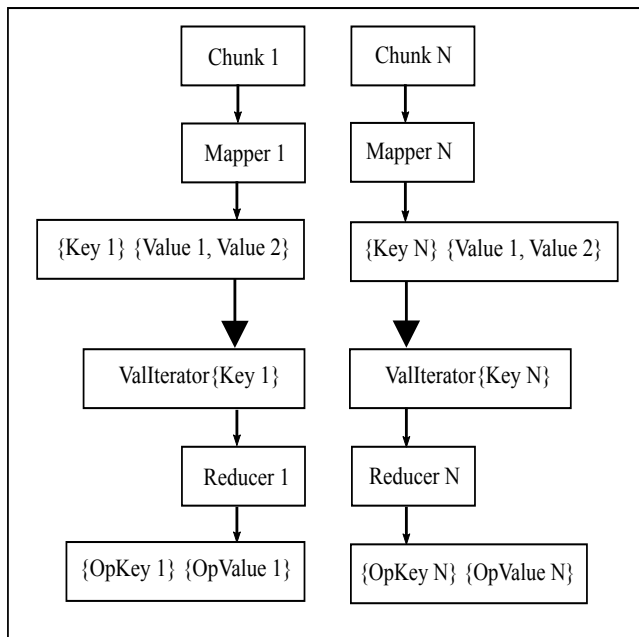 Chunk 1
Mapper 1
{Key 1} {Value 1, Value 2}
ValIterator{Key 1}
Reducer 1
{OpKey 1} {OpValue 1}
Chunk N
Mapper N
{Key N} {Value 1, Value 2}
ValIterator{Key N}
Reducer N
{OpKey N} {OpValue N}